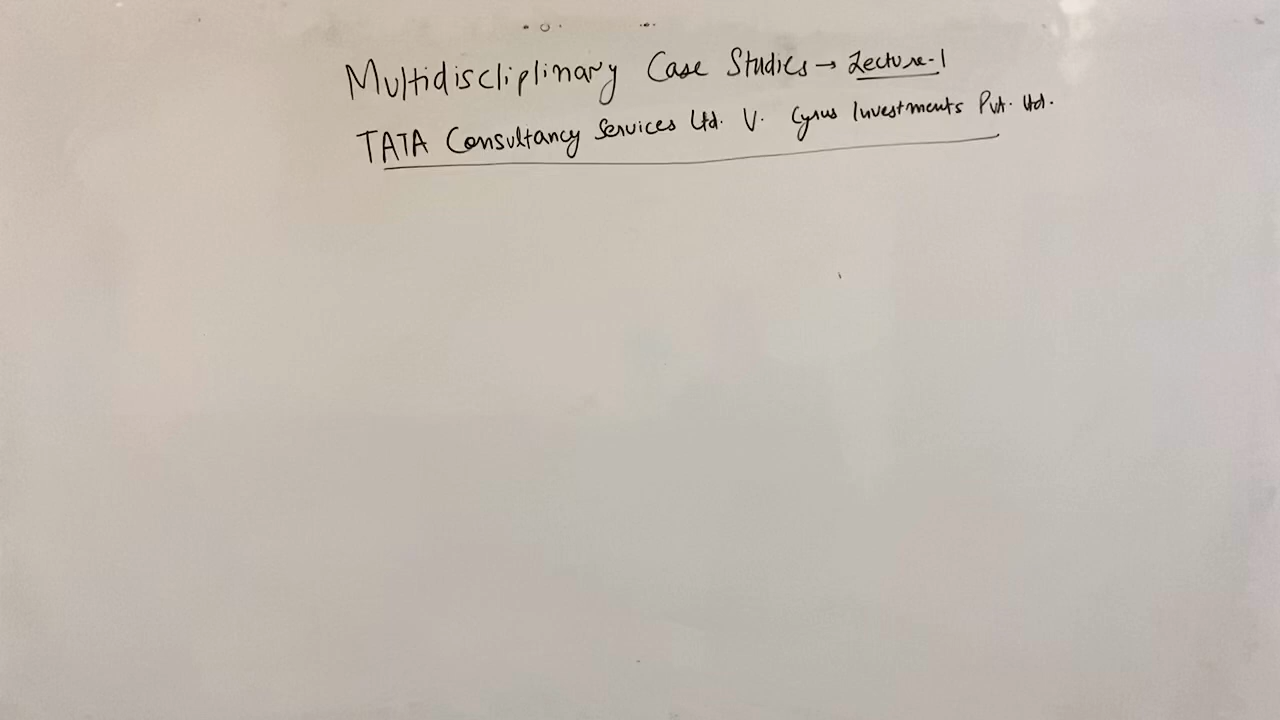 Multidiscliplinary Case Studies → Lecture-1
TATA Consultancy Services Ltd. V. Cyrus Investments Pvt. Ltd.